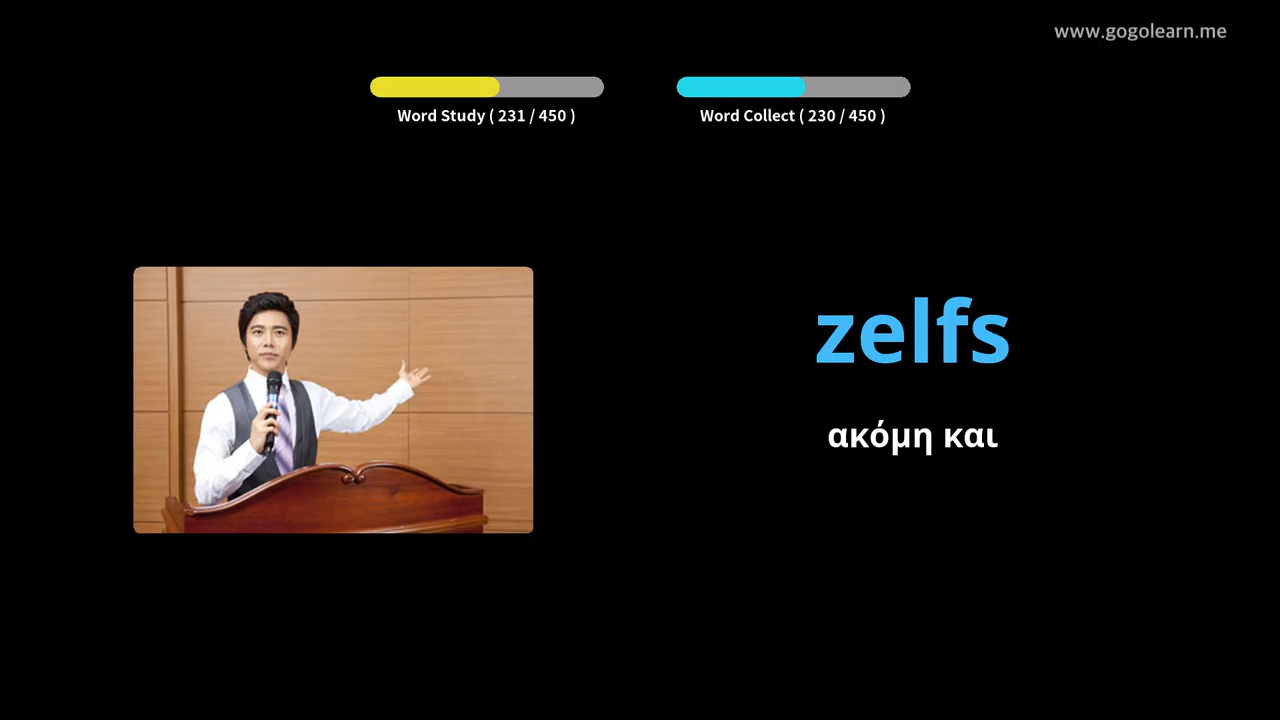 www.gogolearn.me
Word Study ( 231 / 450 )
Word Collect ( 230 / 450 )
zelfs
ακόμη και